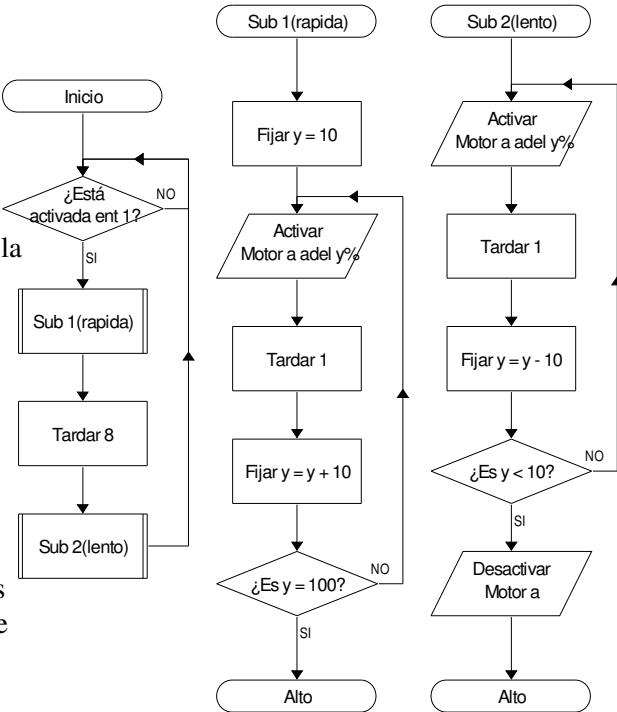 Inicio
¿Está
activada ent 1?
NO
SI
Sub 1(rapida)
Tardar 8
Sub 2(lento)
la
s
e
Sub 1(rapida)
Fijar y = 10
Activar
Motor a adel y%
Tardar 1
Fijar y = y + 10
¿Es y = 100?
NO
SI
Alto
Sub 2(lento)
Activar
Motor a adel y%
Tardar 1
Fijar y = y - 10
¿Es y < 10?
NO
SI
Desactivar
Motor a
Alto